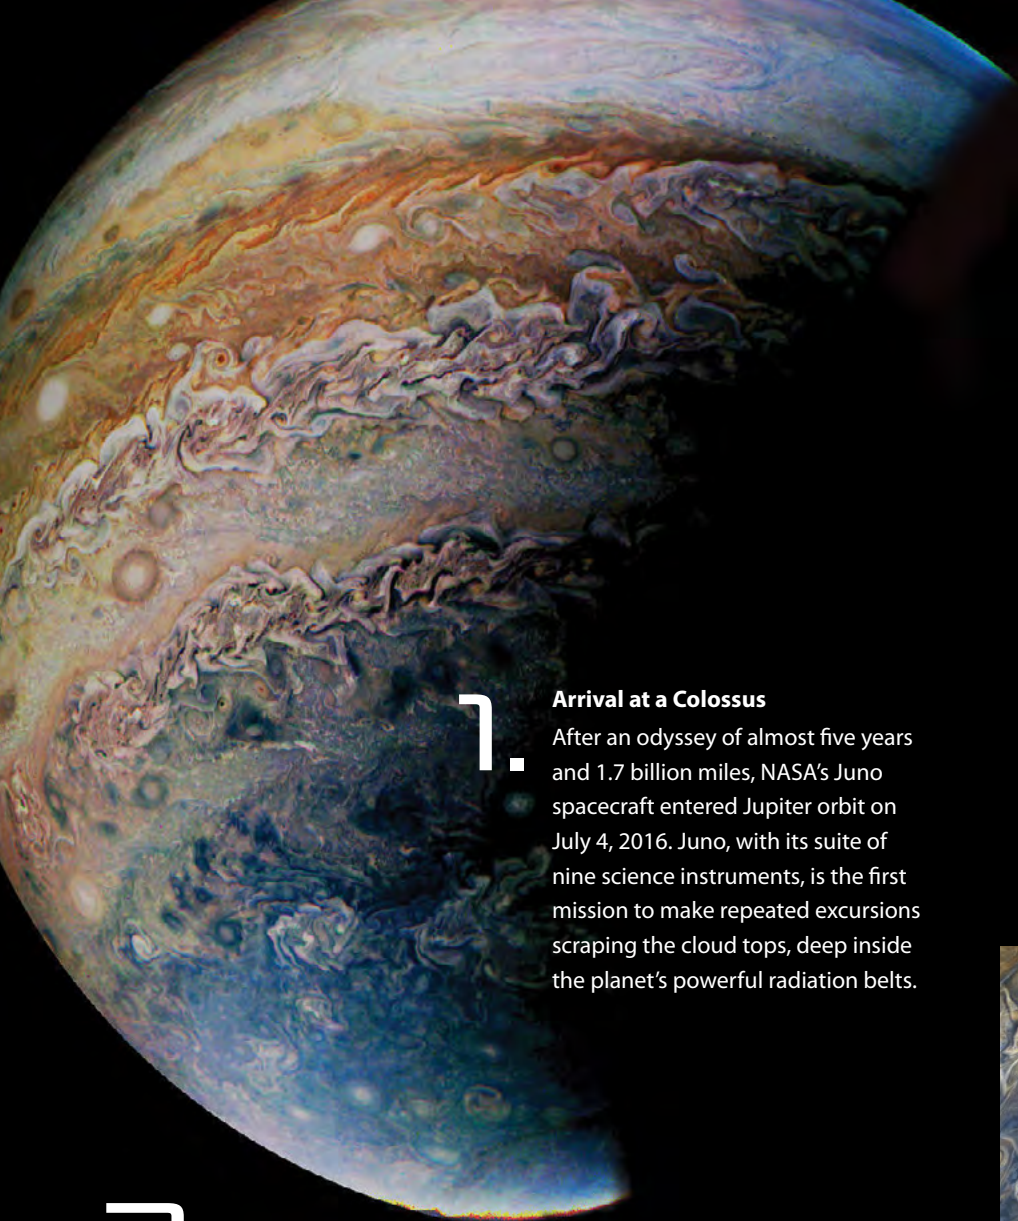 1.
Arrival at a Colossus
After an odyssey of almost five years
and 1.7 billion miles, NASA’s Juno
spacecraft entered Jupiter orbit on
July 4, 2016. Juno, with its suite of
nine science instruments, is the first
mission to make repeated excursions
scraping the cloud tops, deep inside
the planet’s powerful radiation belts.